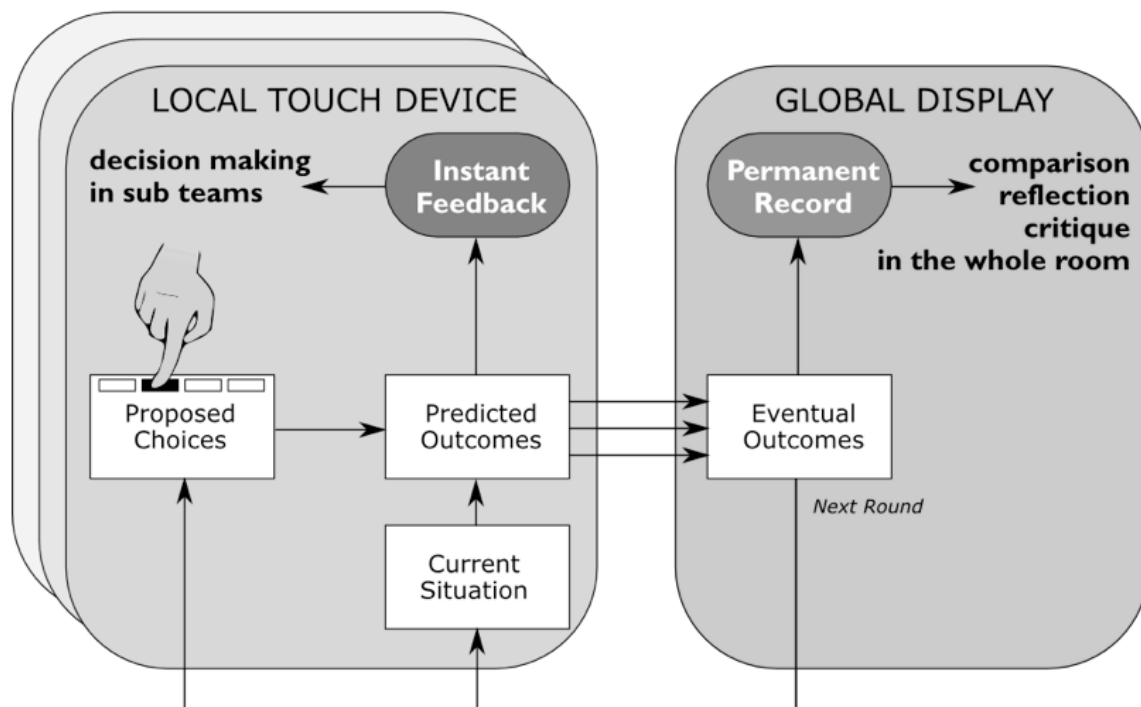 LOCAL TOUCH DEVICE
decision making
in sub teams
Instant
Feedback
Proposed
Choices
Predicted
Outcomes
Current
Situation
GLOBAL DISPLAY
Permanent
Record
comparison
reflection
critique
in the whole room
Eventual
Outcomes
Next Round